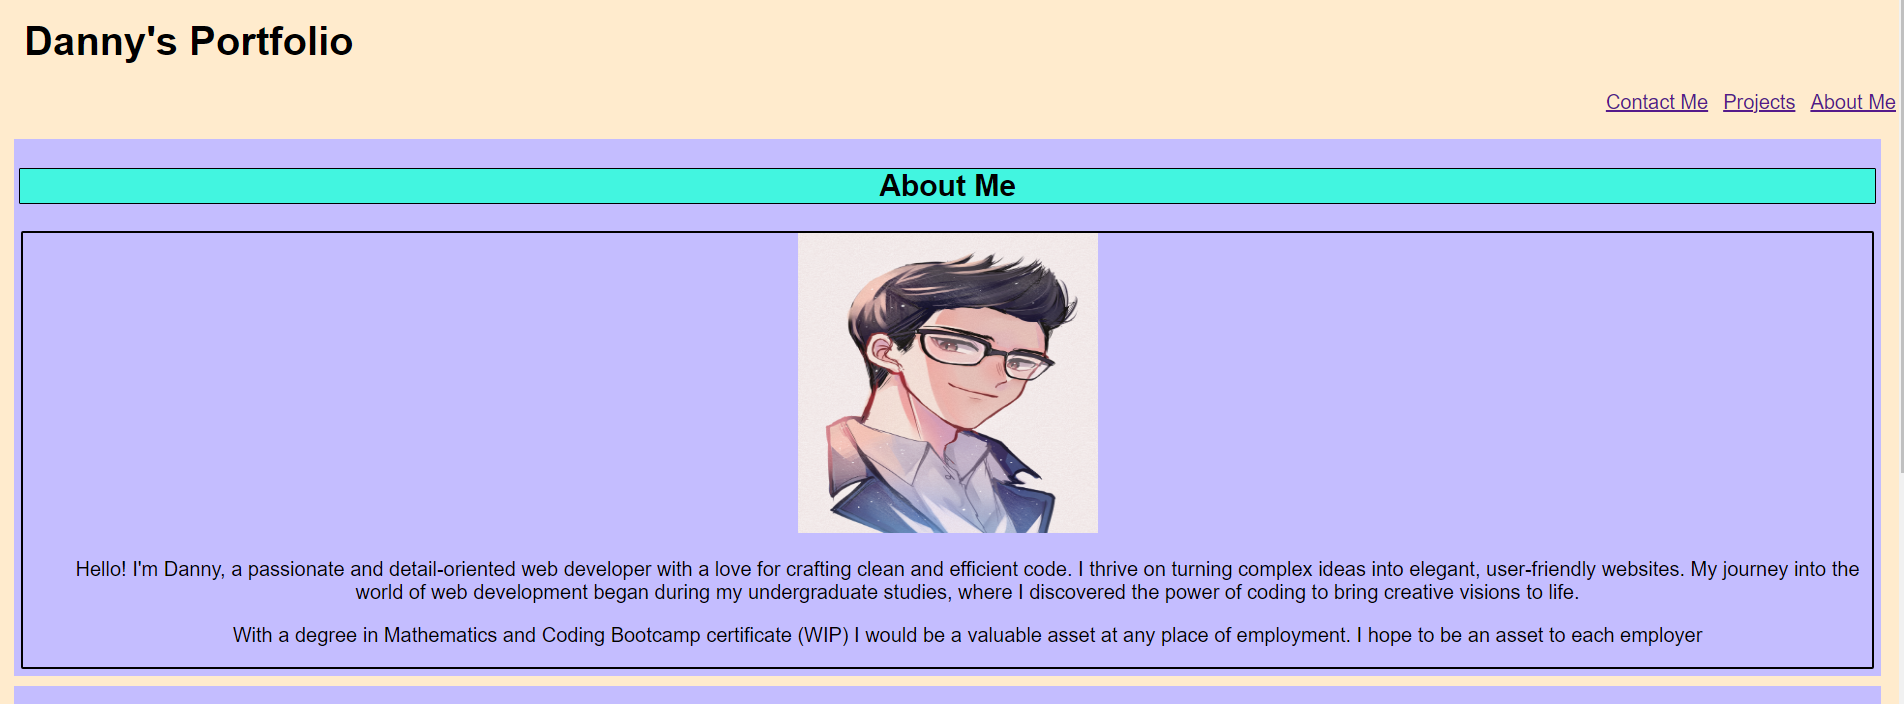 Danny's Portfolio
Contact Me Projects About Me
About Me
Hello! I'm Danny, a passionate and detail-oriented web developer with a love for crafting clean and efficient code. I thrive on turning complex ideas into elegant, user-friendly websites. My journey into the
world of web development began during my undergraduate studies, where I discovered the power of coding to bring creative visions to life.
With a degree in Mathematics and Coding Bootcamp certificate (WIP) I would be a valuable asset at any place of employment. I hope to be an asset to each employer